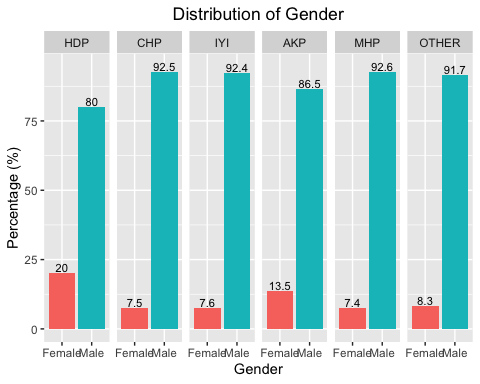 Distribution of Gender
HDP CHP IYI AKP MHP OTHER
80 92.5 92.4 86.5 92.6 91.7
20 7.5 7.6 13.5 7.4 8.3
75
50
25
0
Percentage (%)
Female Male Female Male Female Male Female Male Female Male Female Male
Gender